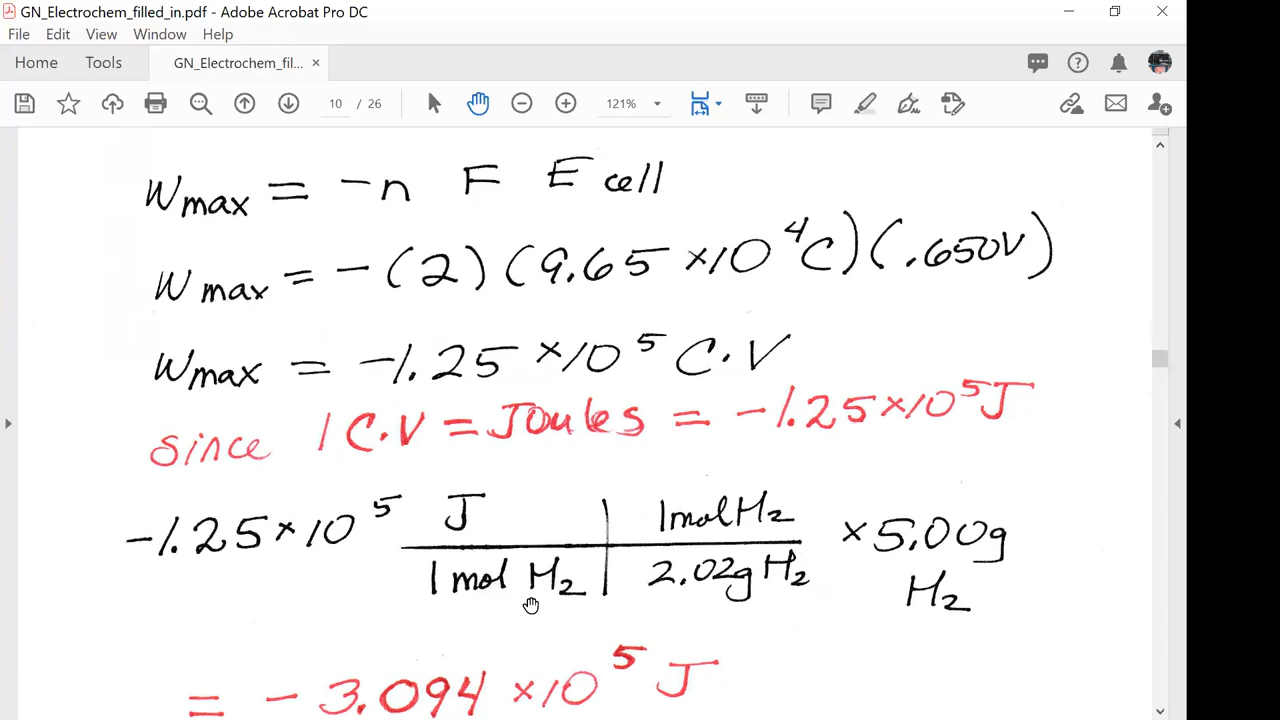 GN_Electrochem_filled_in.pdf - Adobe Acrobat Pro DC
File Edit View Window Help
Home Tools GN_Electrochem_fil... ×
10 / 26 121%
Wmax = -n F E cell
Wmax = -(2)(9.65 ×10⁴C)(.650V)
Wmax = -1.25 ×10⁵ C.V
since 1 C.V = Joules = -1.25×10⁵J
-1.25×10⁵ J | 1mol H₂ ×5.00g
1 mol H₂ | 2.02g H₂ H₂
= -3.094 ×10⁵ J